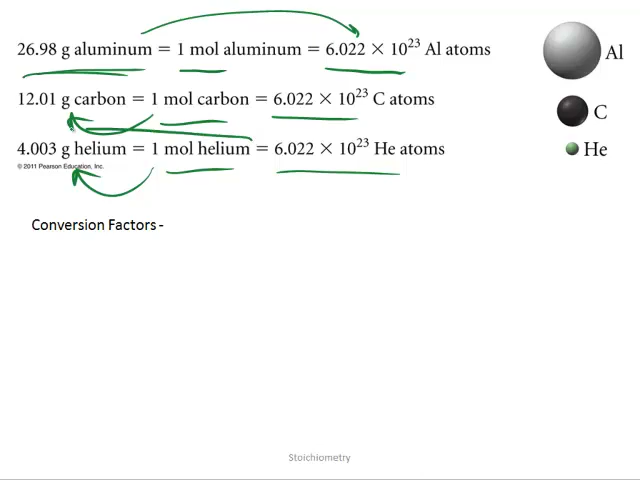 26.98 g aluminum = 1 mol aluminum = 6.022 × 10²³ Al atoms
Al
12.01 g carbon = 1 mol carbon = 6.022 × 10²³ C atoms
C
4.003 g helium = 1 mol helium = 6.022 × 10²³ He atoms
He
© 2011 Pearson Education, Inc.
Conversion Factors -
Stoichiometry